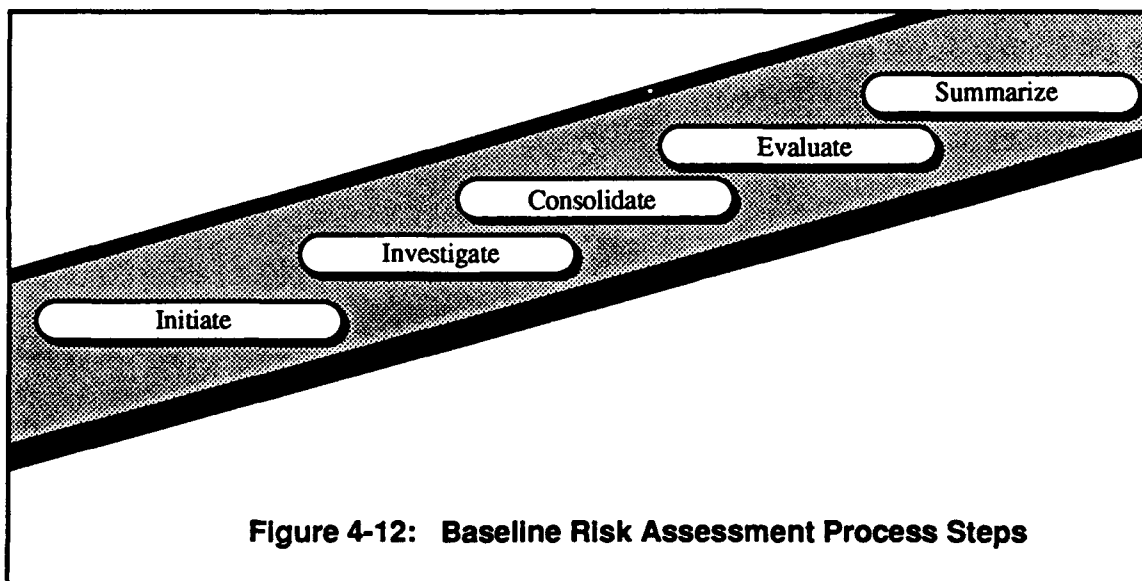 Summarize
Evaluate
Consolidate
Investigate
Initiate
Figure 4-12: Baseline Risk Assessment Process Steps